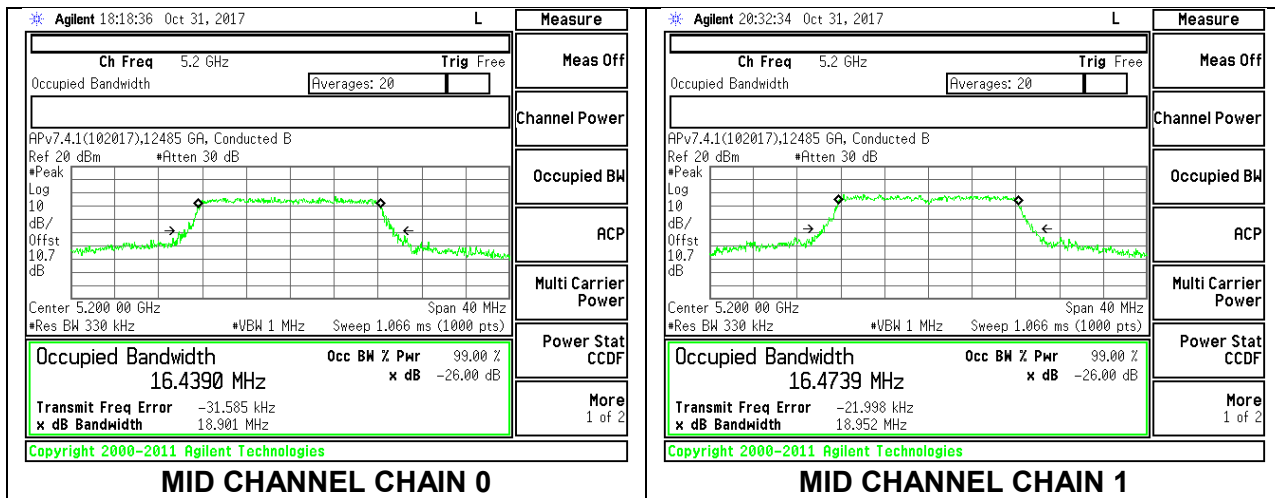 Agilent 18:18:36 Oct 31, 2017 L Measure
Ch Freq 5.2 GHz Trig Free
Meas Off
Occupied Bandwidth Averages: 20
Channel Power
APv7.4.1(102017),12485 GA, Conducted B
Ref 20 dBm #Atten 30 dB
#Peak
Log
10
dB/
Offst
10.7
dB
Occupied BW
ACP
Multi Carrier
Power
Center 5.200 00 GHz Span 40 MHz
#Res BW 330 kHz #VBW 1 MHz Sweep 1.066 ms (1000 pts)
Power Stat
CCDF
Occupied Bandwidth Occ BW % Pwr 99.00 %
16.4390 MHz x dB -26.00 dB
Transmit Freq Error -31.585 kHz
x dB Bandwidth 18.901 MHz
More
1 of 2
Copyright 2000-2011 Agilent Technologies
MID CHANNEL CHAIN 0
Agilent 20:32:34 Oct 31, 2017 L Measure
Ch Freq 5.2 GHz Trig Free
Meas Off
Occupied Bandwidth Averages: 20
Channel Power
APv7.4.1(102017),12485 GA, Conducted B
Ref 20 dBm #Atten 30 dB
#Peak
Log
10
dB/
Offst
10.7
dB
Occupied BW
ACP
Multi Carrier
Power
Center 5.200 00 GHz Span 40 MHz
#Res BW 330 kHz #VBW 1 MHz Sweep 1.066 ms (1000 pts)
Power Stat
CCDF
Occupied Bandwidth Occ BW % Pwr 99.00 %
16.4739 MHz x dB -26.00 dB
Transmit Freq Error -21.998 kHz
x dB Bandwidth 18.952 MHz
More
1 of 2
Copyright 2000-2011 Agilent Technologies
MID CHANNEL CHAIN 1